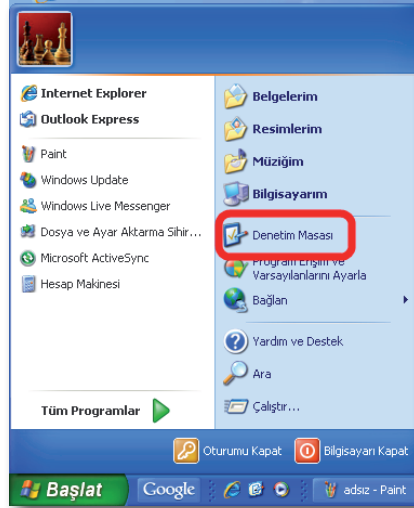 Internet Explorer
Outlook Express
Paint
Windows Update
Windows Live Messenger
Dosya ve Ayar Aktarma Sihir...
Microsoft ActiveSync
Hesap Makinesi
Tüm Programlar
Belgelerim
Resimlerim
Müziğim
Bilgisayarım
Denetim Masası
Program Erişim ve
Varsayılanlarını Ayarla
Bağlan
Yardım ve Destek
Ara
Çalıştır...
Oturumu Kapat
Bilgisayarı Kapat
Başlat
Google
adsız - Paint